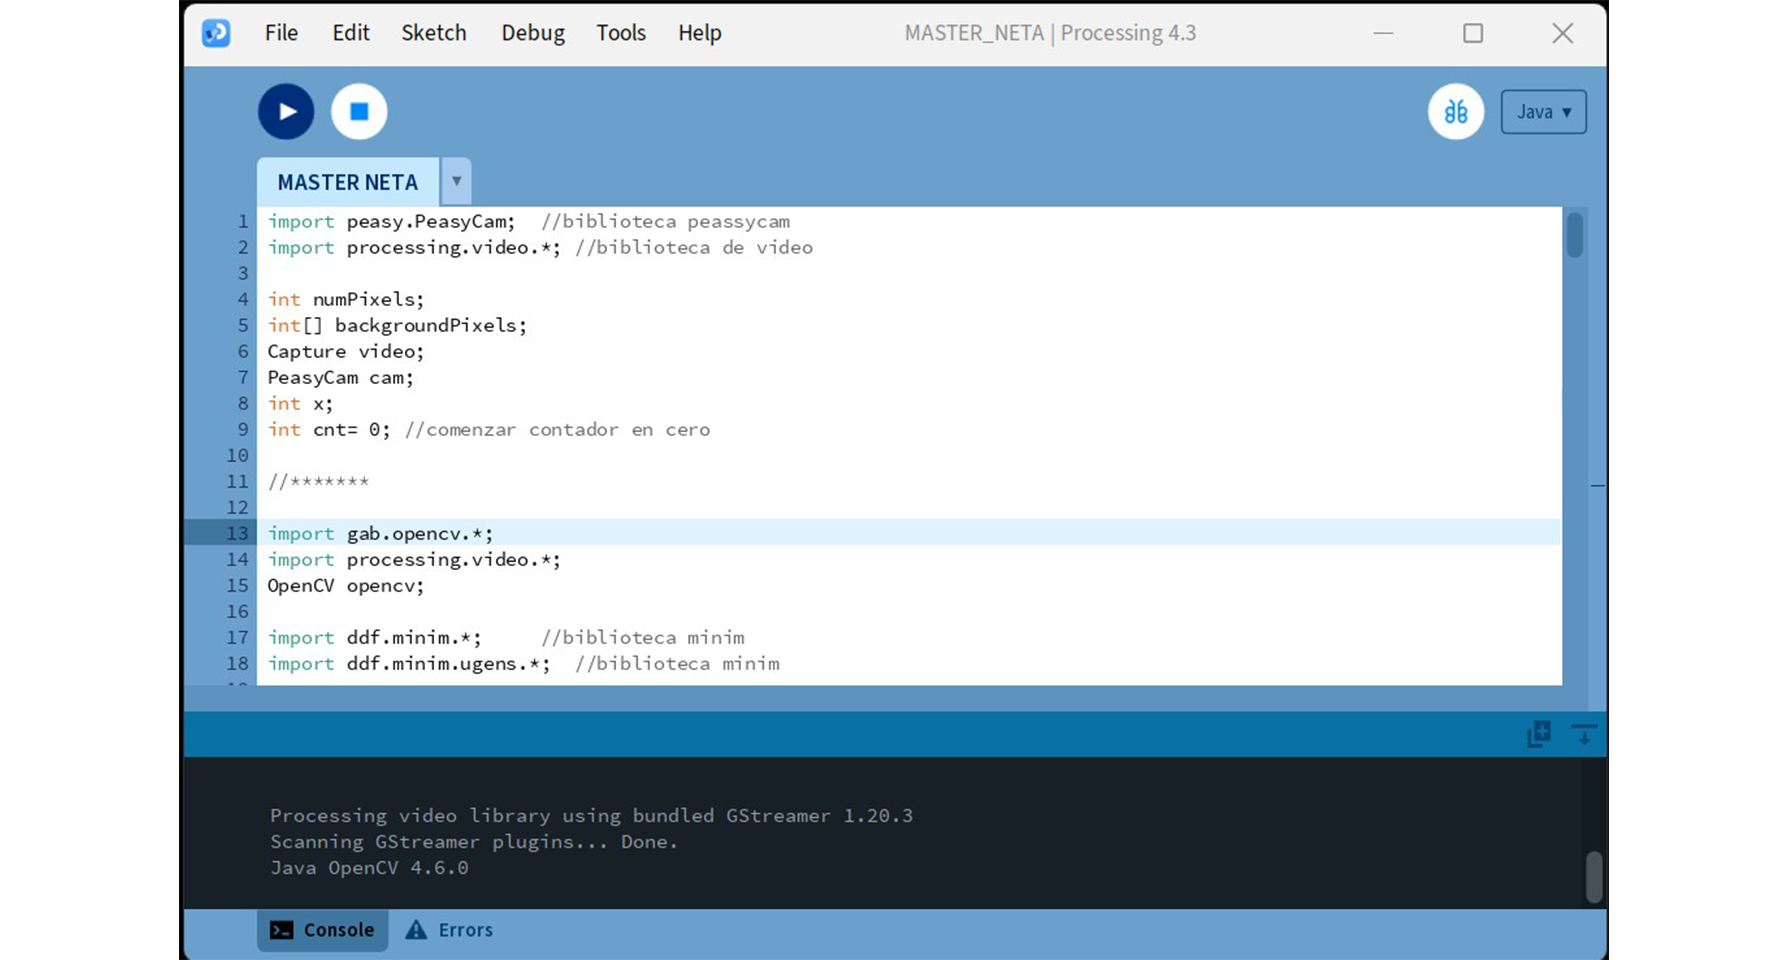 File Edit Sketch Debug Tools Help MASTER_NETA | Processing 4.3
Java ▾
MASTER NETA ▾
1 import peasy.PeasyCam;  //biblioteca peassycam
2 import processing.video.*; //biblioteca de video
3
4 int numPixels;
5 int[] backgroundPixels;
6 Capture video;
7 PeasyCam cam;
8 int x;
9 int cnt= 0; //comenzar contador en cero
10
11 //*******
12
13 import gab.opencv.*;
14 import processing.video.*;
15 OpenCV opencv;
16
17 import ddf.minim.*;     //biblioteca minim
18 import ddf.minim.ugens.*;  //biblioteca minim
Processing video library using bundled GStreamer 1.20.3
Scanning GStreamer plugins... Done.
Java OpenCV 4.6.0
Console Errors